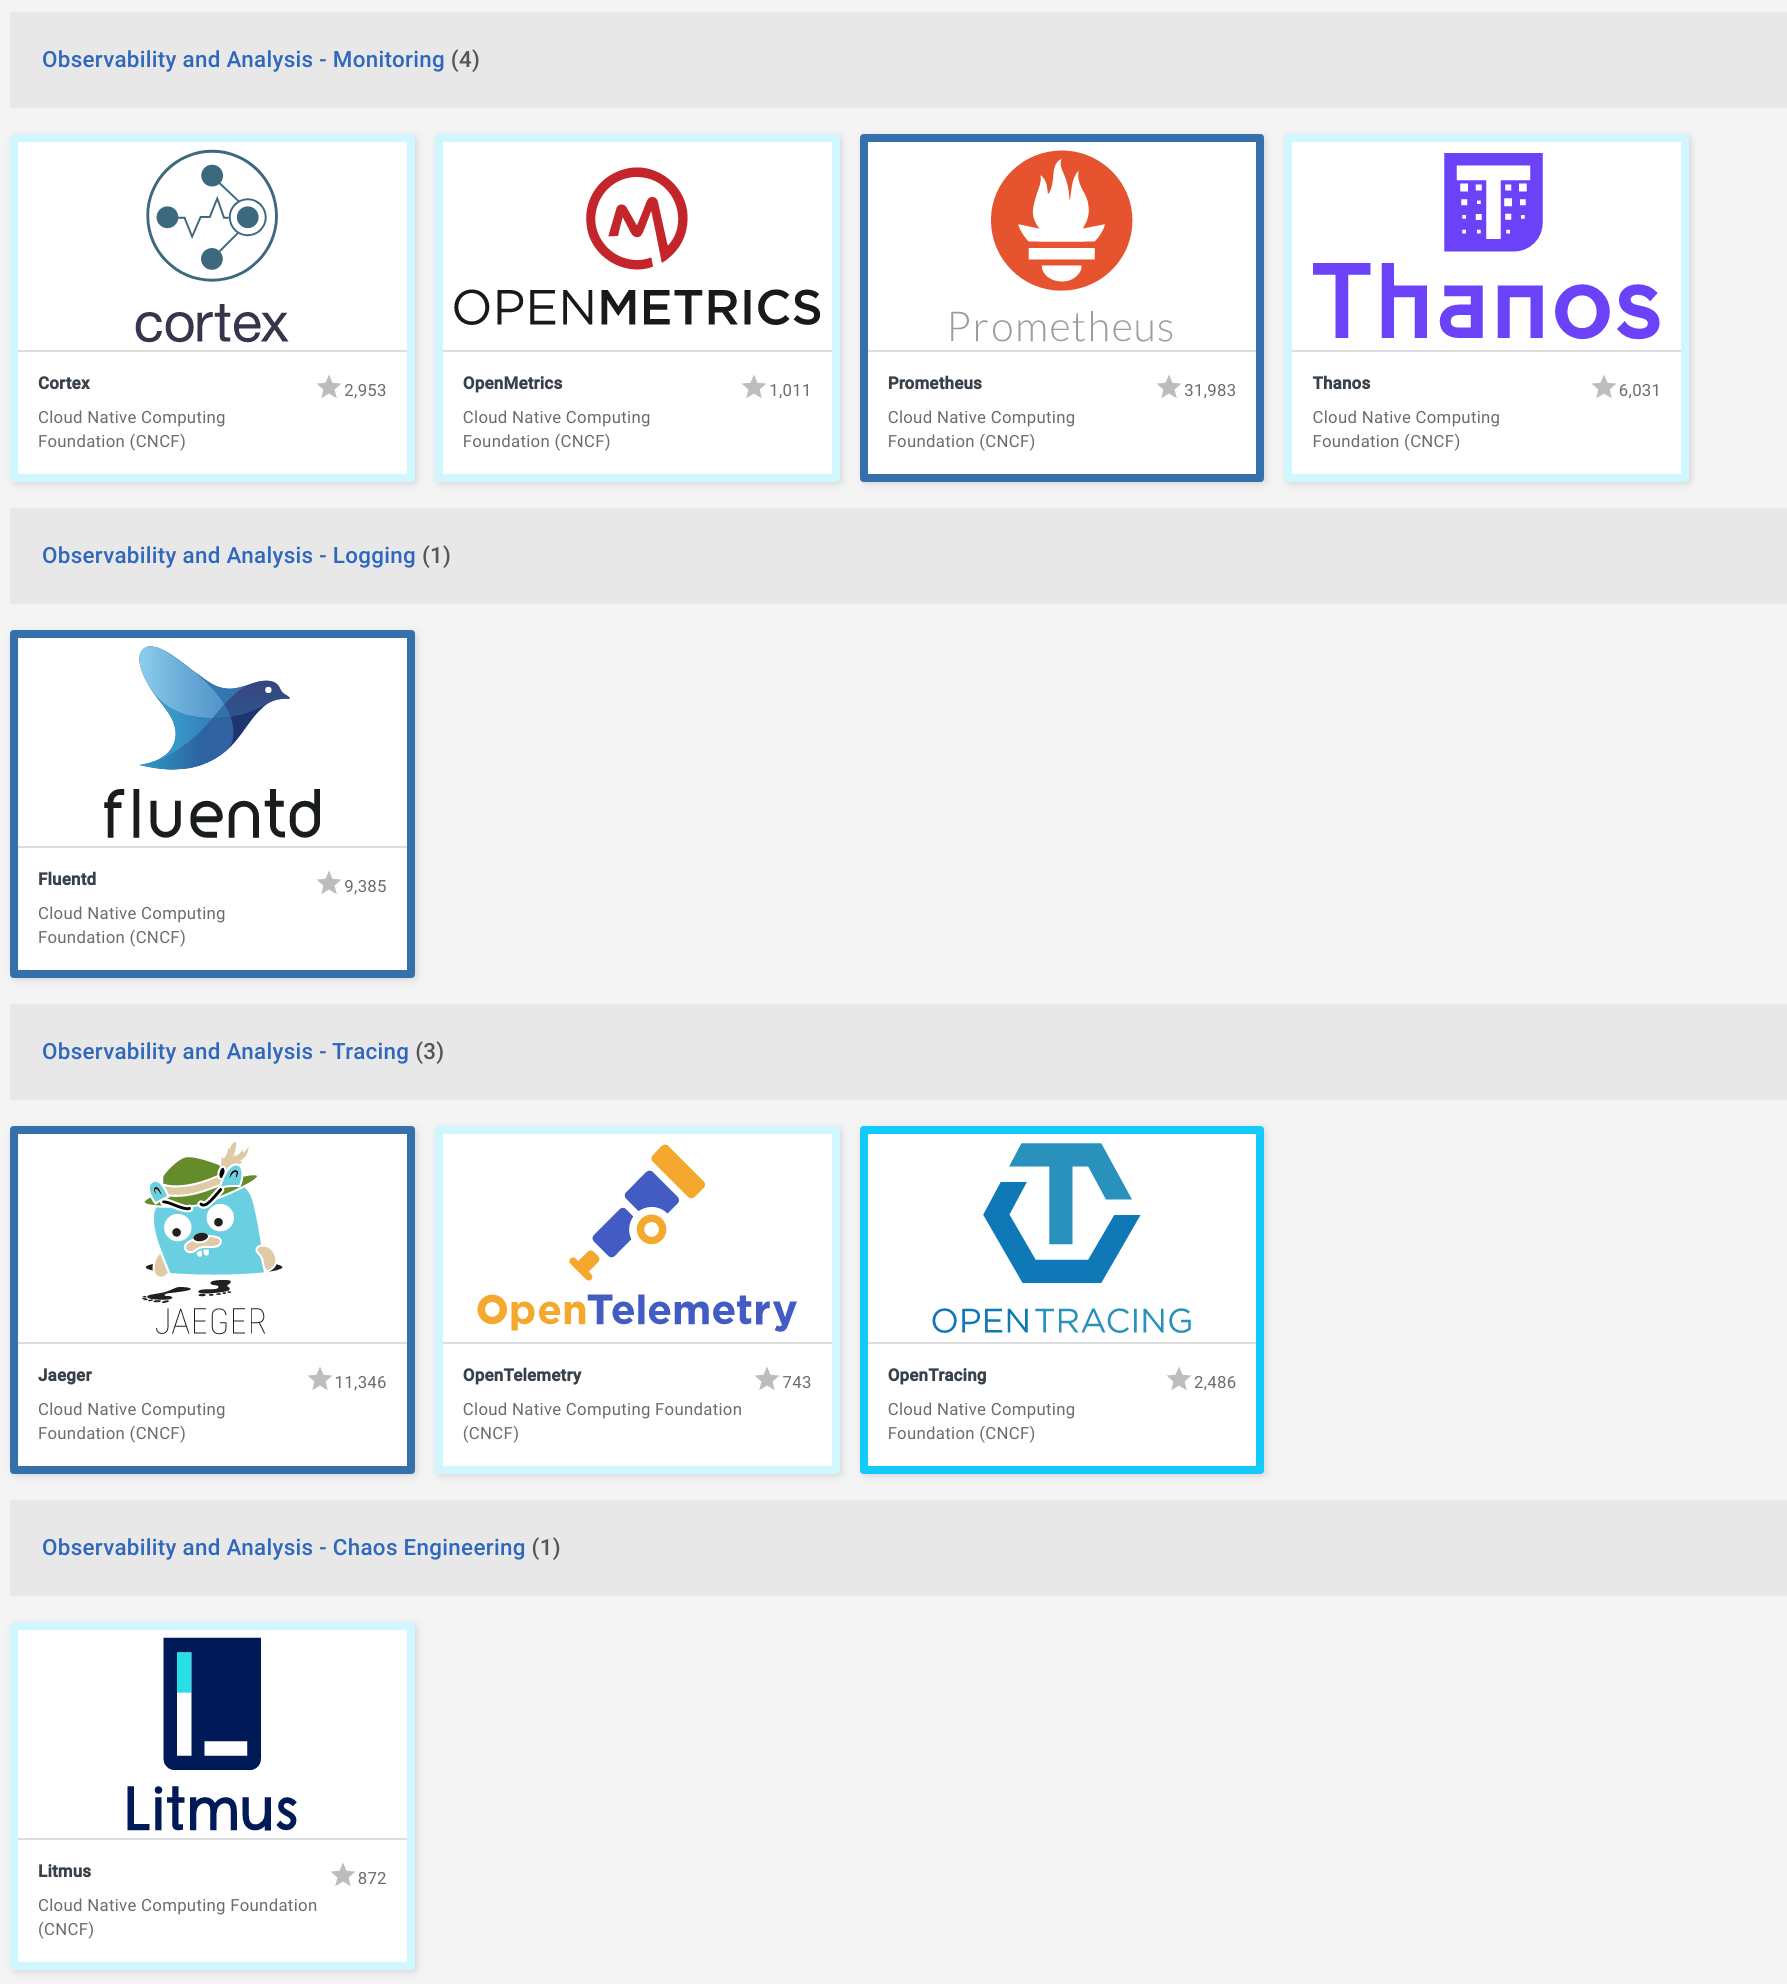 Observability and Analysis - Monitoring (4)
cortex
Cortex
2,953
Cloud Native Computing
Foundation (CNCF)
OPENMETRICS
OpenMetrics
1,011
Cloud Native Computing
Foundation (CNCF)
Prometheus
Prometheus
31,983
Cloud Native Computing
Foundation (CNCF)
T
Thanos
Thanos
6,031
Cloud Native Computing
Foundation (CNCF)
Observability and Analysis - Logging (1)
fluentd
Fluentd
9,385
Cloud Native Computing
Foundation (CNCF)
Observability and Analysis - Tracing (3)
JAEGER
Jaeger
11,346
Cloud Native Computing
Foundation (CNCF)
OpenTelemetry
OpenTelemetry
743
Cloud Native Computing Foundation
(CNCF)
OPENTRACING
OpenTracing
2,486
Cloud Native Computing
Foundation (CNCF)
Observability and Analysis - Chaos Engineering (1)
Litmus
Litmus
872
Cloud Native Computing Foundation
(CNCF)